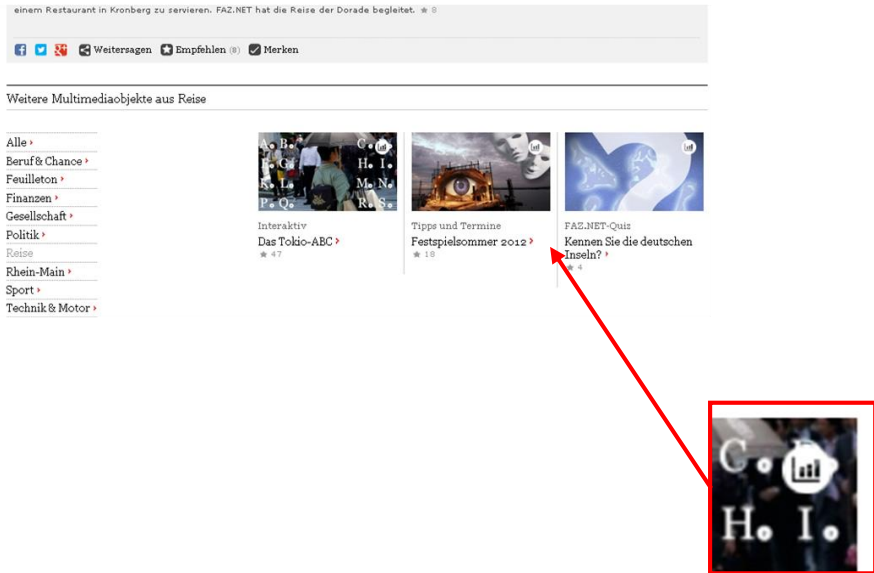 einem Restaurant in Kronberg zu servieren. FAZ.NET hat die Reise der Dorade begleitet. ★ 8
Weitersagen Empfehlen (8) Merken
Weitere Multimediaobjekte aus Reise
Alle ›
Beruf & Chance ›
Feuilleton ›
Finanzen ›
Gesellschaft ›
Politik ›
Reise
Rhein-Main ›
Sport ›
Technik & Motor ›
A. B. C.
F. G. H. I.
K. L. M. N.
P. Q. R. S.
Interaktiv
Das Tokio-ABC ›
★ 47
Tipps und Termine
Festspielsommer 2012 ›
★ 18
FAZ.NET-Quiz
Kennen Sie die deutschen
Inseln? ›
★ 4
C.
H. I.